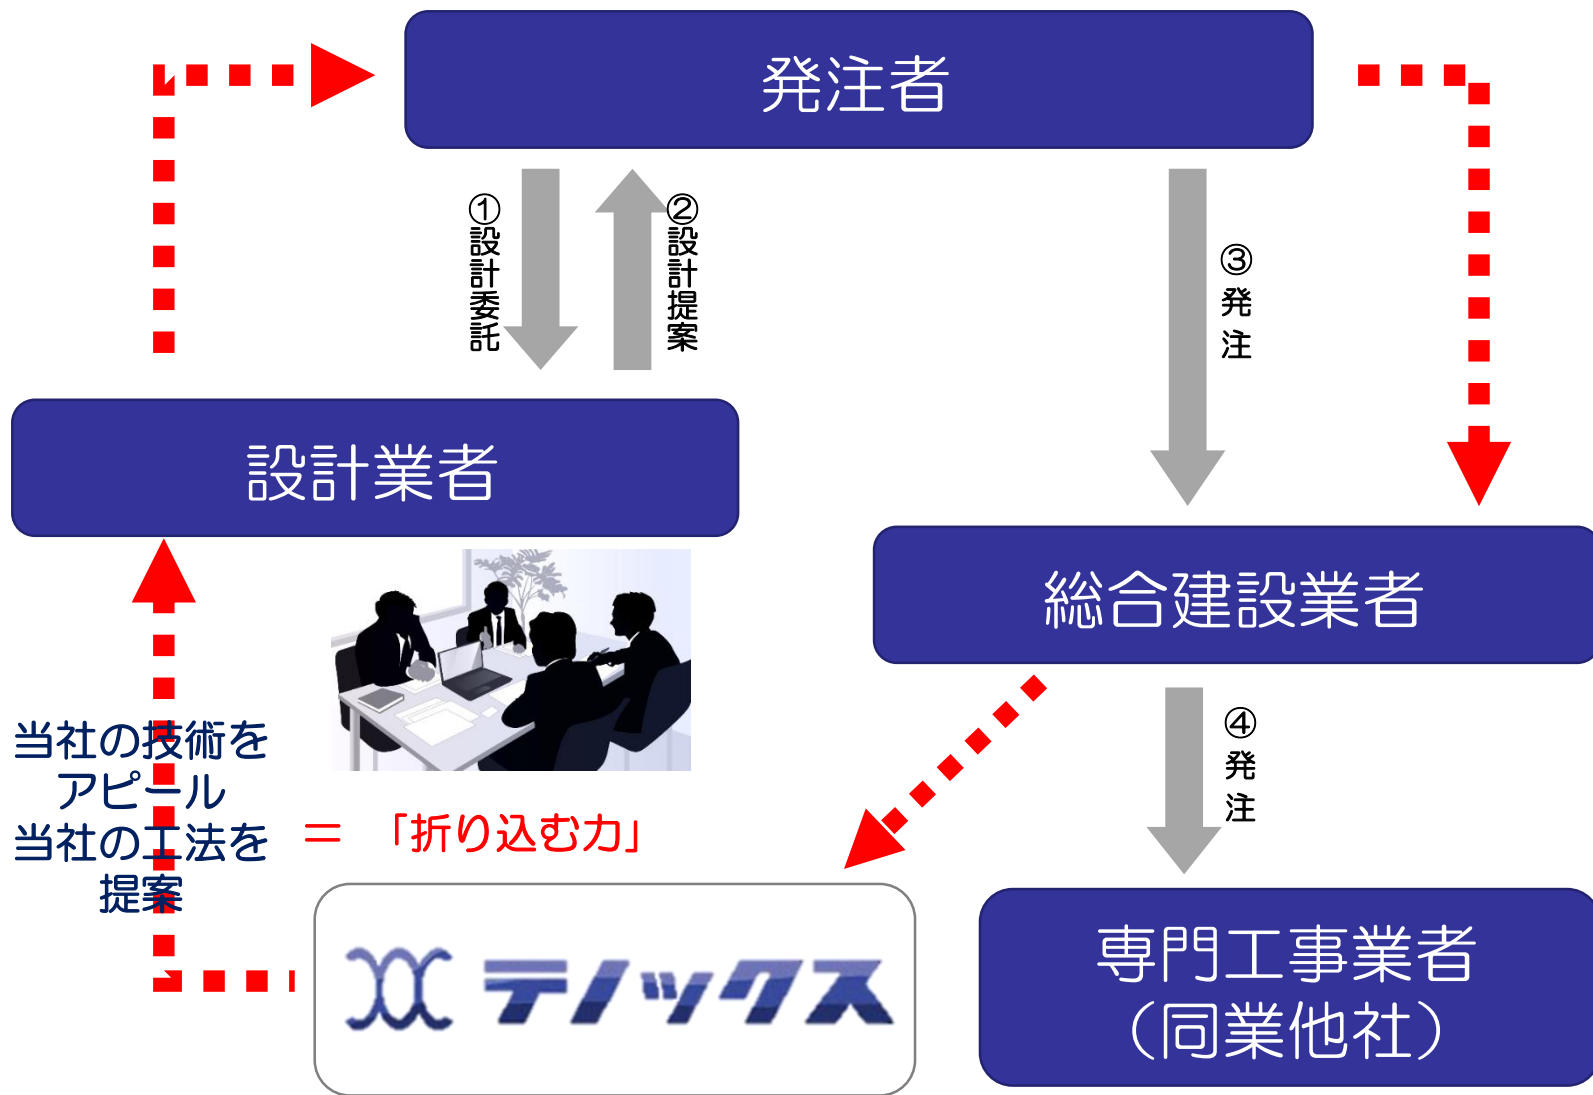 発注者
①設計委託
②設計提案
③発注
設計業者
総合建設業者
④発注
当社の技術を
アピール
当社の工法を
提案
＝ 「折り込む力」
テノックス
専門工事業者
（同業他社）